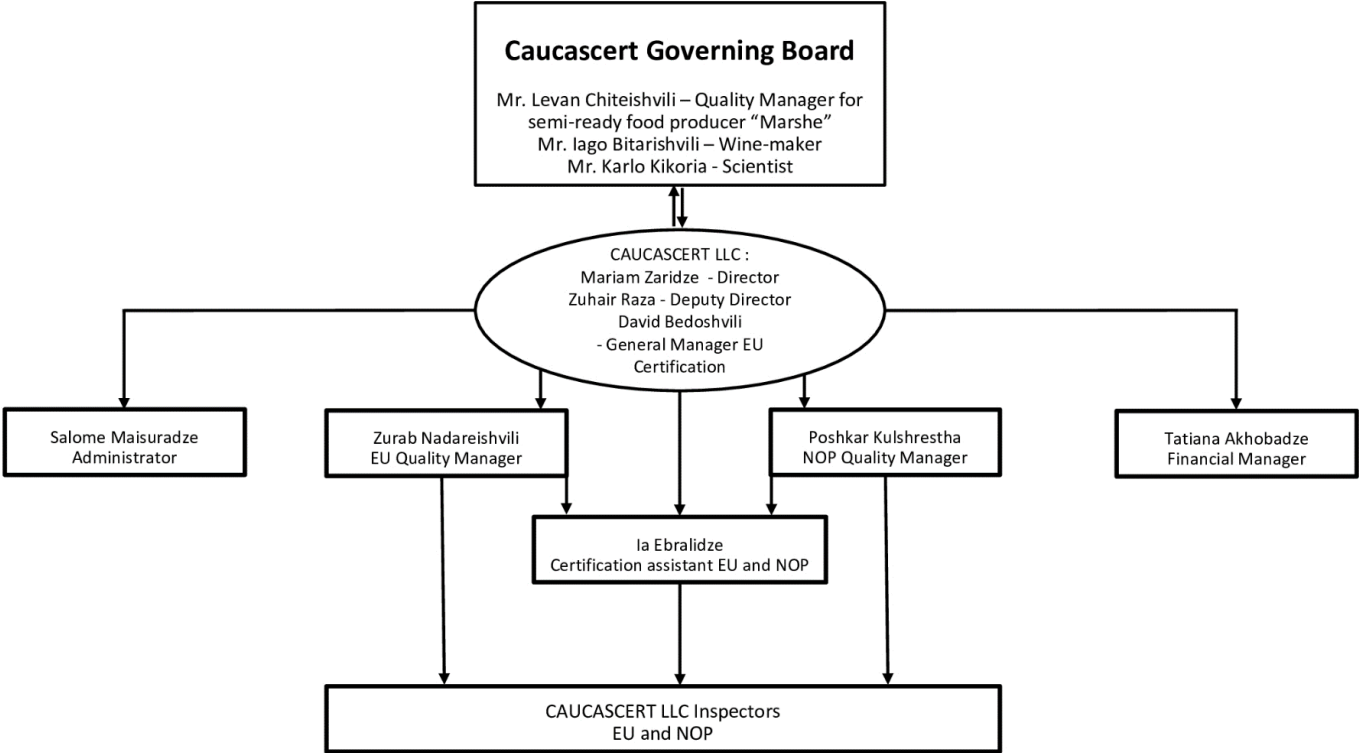 Caucascert Governing Board
Mr. Levan Chiteishvili – Quality Manager for
semi-ready food producer “Marshe”
Mr. Iago Bitarishvili – Wine-maker
Mr. Karlo Kikoria - Scientist
CAUCASCERT LLC :
Mariam Zaridze - Director
Zuhair Raza - Deputy Director
David Bedoshvili
- General Manager EU
Certification
Salome Maisuradze
Administrator
Zurab Nadareishvili
EU Quality Manager
Poshkar Kulshrestha
NOP Quality Manager
Tatiana Akhobadze
Financial Manager
Ia Ebralidze
Certification assistant EU and NOP
CAUCASCERT LLC Inspectors
EU and NOP